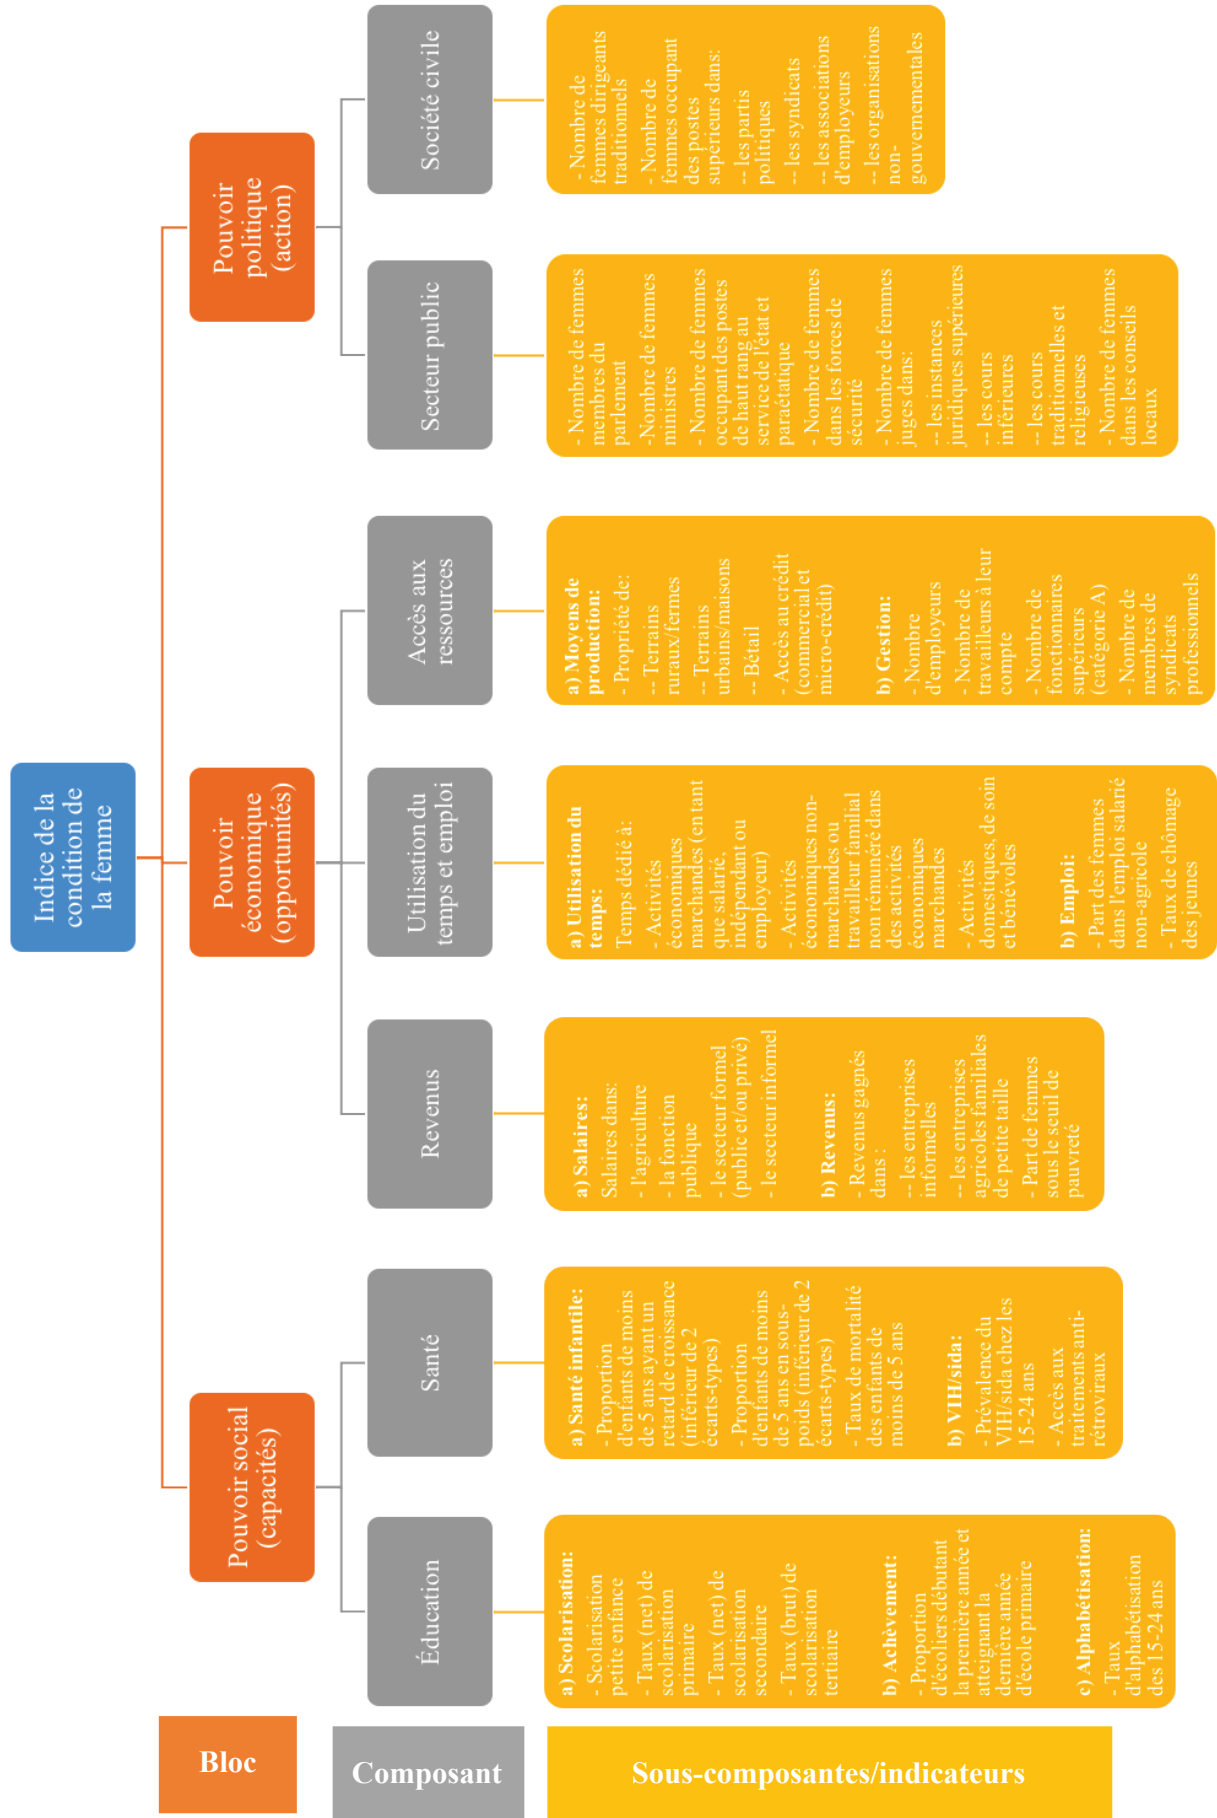 Indice de la
condition de
la femme
Bloc
Pouvoir social
(capacités)
Pouvoir
économique
(opportunités)
Pouvoir
politique
(action)
Composant
Éducation
Santé
Revenus
Utilisation du
temps et emploi
Accès aux
ressources
Secteur public
Société civile
Sous-composantes/indicateurs
a) Scolarisation:
- Scolarisation
petite enfance
- Taux (net) de
scolarisation
primaire
- Taux (net) de
scolarisation
secondaire
- Taux (brut) de
scolarisation
tertiaire
b) Achèvement:
- Proportion
d'écoliers débutant
la première année et
atteignant la
dernière année
d'école primaire
c) Alphabétisation:
- Taux
d'alphabétisation
des 15-24 ans
a) Santé infantile:
- Proportion
d'enfants de moins
de 5 ans ayant un
retard de croissance
(inférieur de 2
écarts-types)
- Proportion
d'enfants de moins
de 5 ans en sous-
poids (inférieur de 2
écarts-types)
- Taux de mortalité
des enfants de
moins de 5 ans
b) VIH/sida:
- Prévalence du
VIH/sida chez les
15-24 ans
- Accès aux
traitements anti-
rétroviraux
a) Salaires:
Salaires dans:
- l'agriculture
- la fonction
publique
- le secteur formel
(public et/ou privé)
- le secteur informel
b) Revenus:
- Revenus gagnés
dans :
-- les entreprises
informelles
-- les entreprises
agricoles familiales
de petite taille
- Part de femmes
sous le seuil de
pauvreté
a) Utilisation du
temps:
Temps dédié à:
- Activités
économiques
marchandes (en tant
que salarié,
indépendant ou
employeur)
- Activités
économiques non-
marchandes ou
travailleur familial
non rémunéré dans
des activités
économiques
marchandes
- Activités
domestiques, de soin
et bénévoles
b) Emploi:
- Part des femmes
dans l'emploi salarié
non-agricole
- Taux de chômage
des jeunes
a) Moyens de
production:
- Propriété de:
-- Terrains
ruraux/fermes
-- Terrains
urbains/maisons
-- Bétail
- Accès au crédit
(commercial et
micro-crédit)
b) Gestion:
- Nombre
d'employeurs
- Nombre de
travailleurs à leur
compte
- Nombre de
fonctionnaires
supérieurs
(catégorie A)
- Nombre de
membres de
syndicats
professionnels
- Nombre de femmes
membres du
parlement
-Nombre de femmes
ministres
- Nombre de femmes
occupant des postes
de haut rang au
service de l'état et
paraétatique
- Nombre de femmes
dans les forces de
sécurité
- Nombre de femmes
juges dans:
-- les instances
juridiques supérieures
-- les cours
inférieures
-- les cours
traditionnelles et
religieuses
- Nombre de femmes
dans les conseils
locaux
- Nombre de
femmes dirigeants
traditionnels
- Nombre de
femmes occupant
des postes
supérieurs dans:
-- les partis
politiques
-- les syndicats
-- les associations
d'employeurs
-- les organisations
non-
gouvernementales